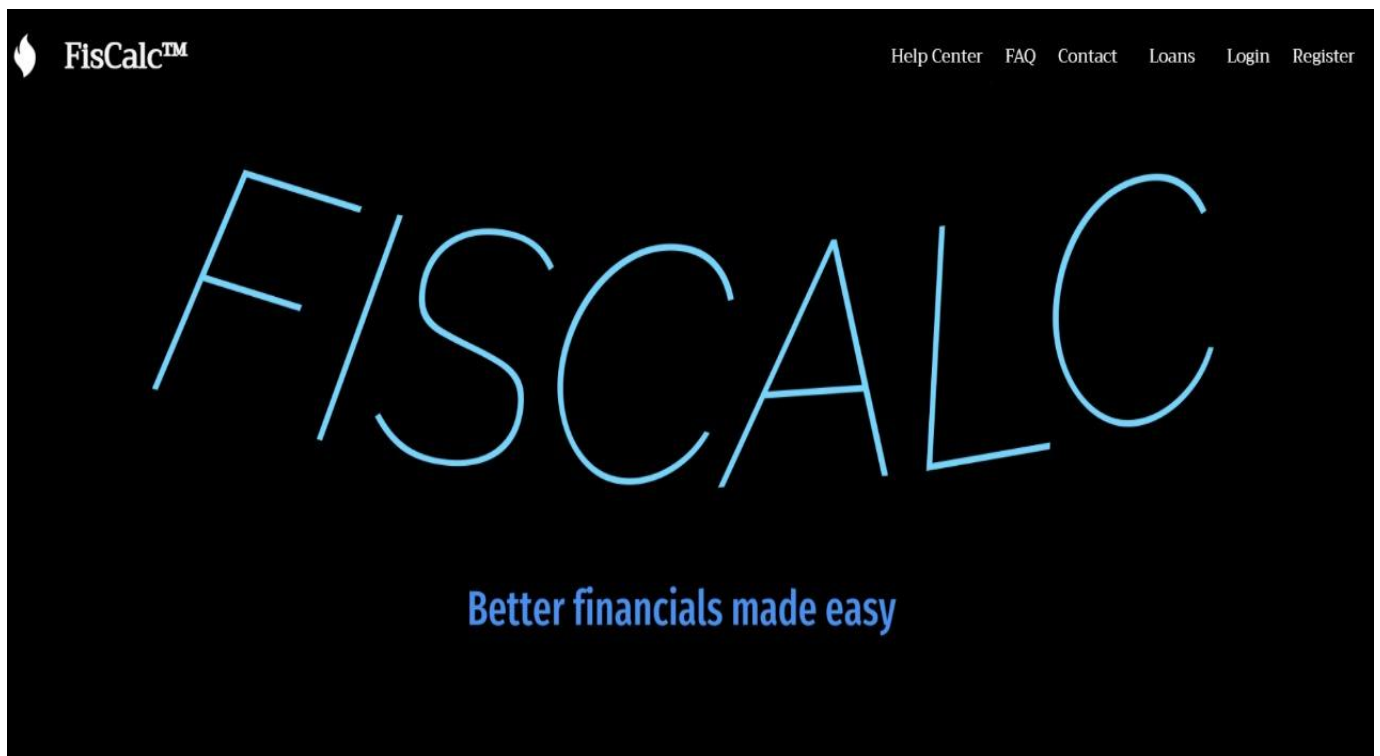 FisCalc™
Help Center FAQ Contact Loans Login Register
FISCALC
Better financials made easy